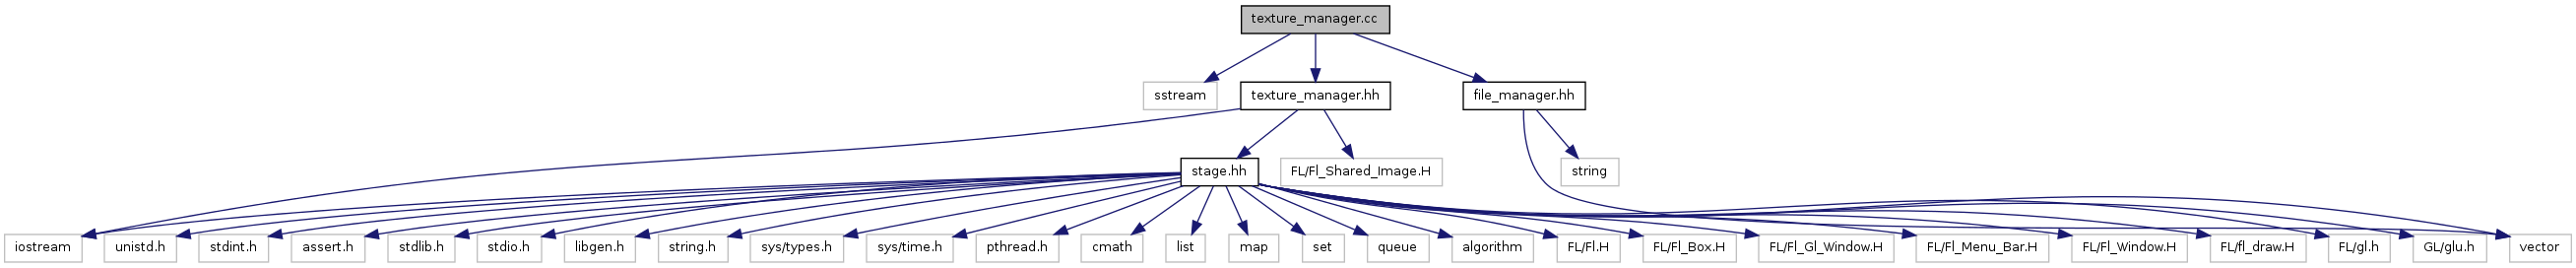 texture_manager.cc
sstream
texture_manager.hh
file_manager.hh
stage.hh
FL/Fl_Shared_Image.H
string
iostream
unistd.h
stdint.h
assert.h
stdlib.h
stdio.h
libgen.h
string.h
sys/types.h
sys/time.h
pthread.h
cmath
list
map
set
queue
algorithm
FL/Fl.H
FL/Fl_Box.H
FL/Fl_Gl_Window.H
FL/Fl_Menu_Bar.H
FL/Fl_Window.H
FL/fl_draw.H
FL/gl.h
GL/glu.h
vector